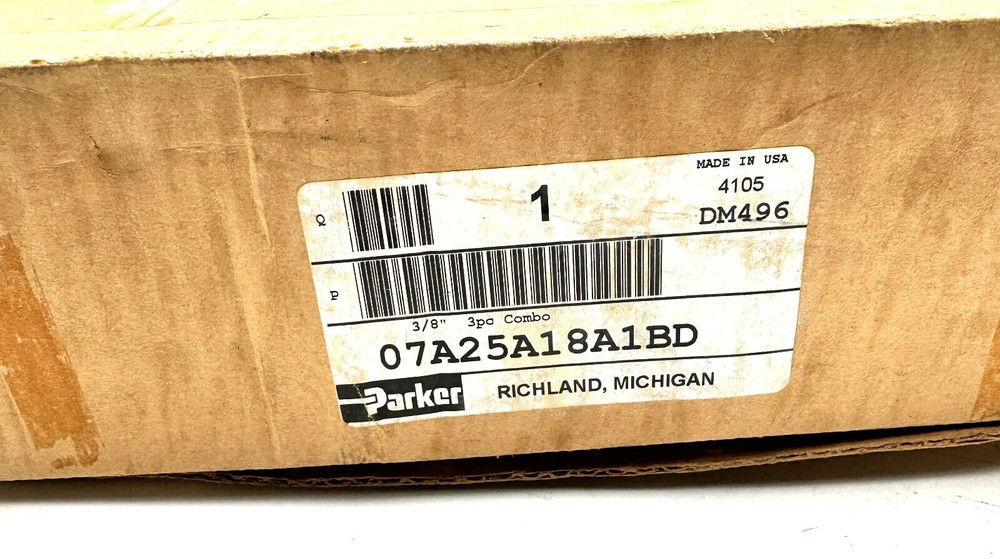 MADE IN USA
Q
1
4105
DM496
P
3/8" 3pc Combo
07A25A18A1BD
Parker
RICHLAND, MICHIGAN